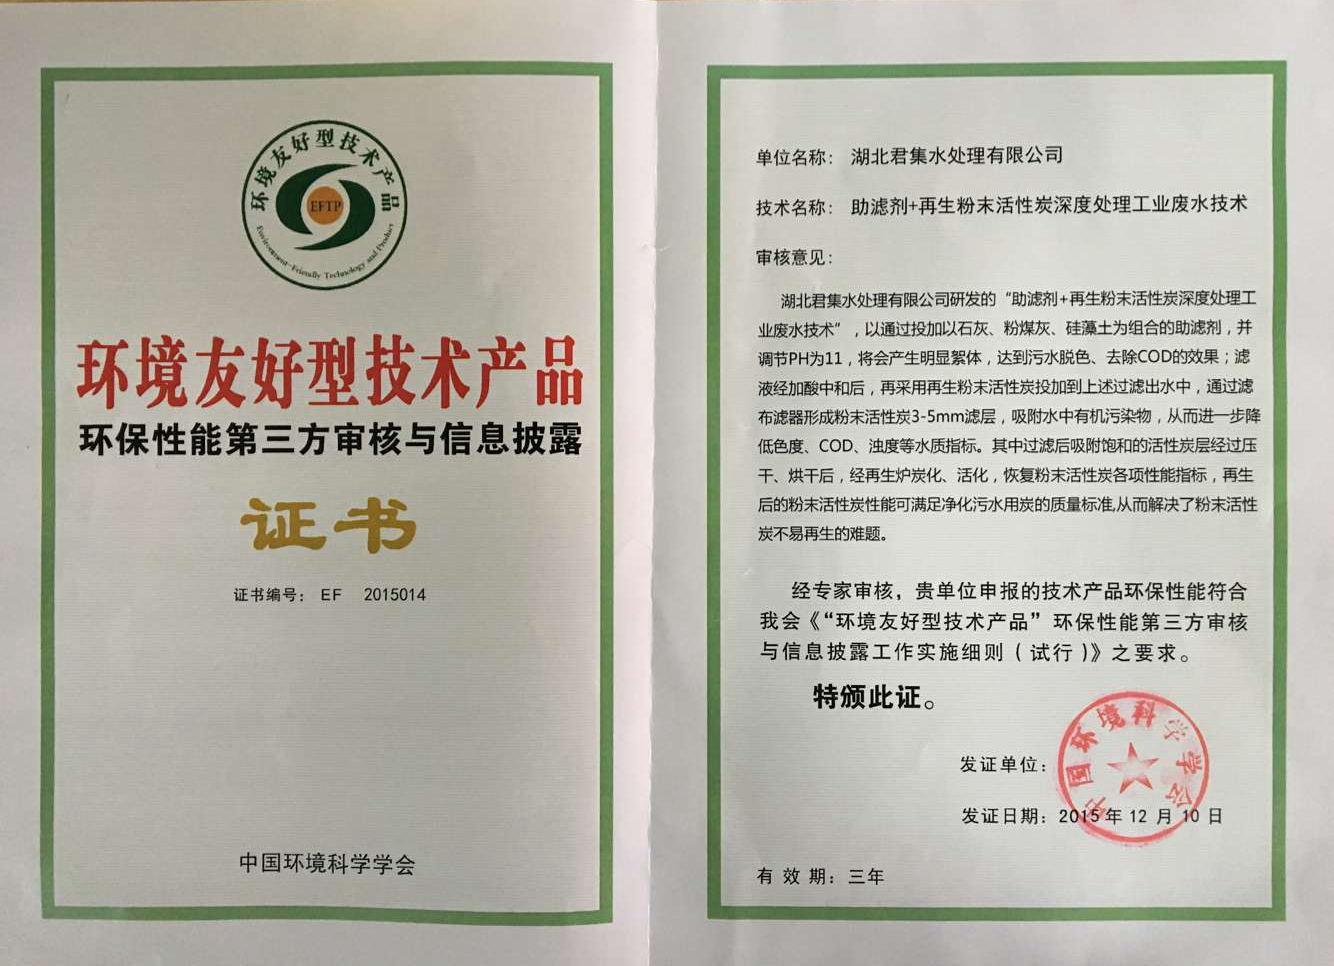 环境友好型技术产品
EFTP
Environment-Friendly Technology and Product
环境友好型技术产品
环保性能第三方审核与信息披露
证书
证书编号： EF 2015014
中国环境科学学会
单位名称： 湖北君集水处理有限公司
技术名称： 助滤剂+再生粉末活性炭深度处理工业废水技术
审核意见：
湖北君集水处理有限公司研发的“助滤剂+再生粉末活性炭深度处理工
业废水技术”，以通过投加以石灰、粉煤灰、硅藻土为组合的助滤剂，并
调节PH为11，将会产生明显絮体，达到污水脱色、去除COD的效果；滤
液经加酸中和后，再采用再生粉末活性炭投加到上述过滤出水中，通过滤
布滤器形成粉末活性炭3-5mm滤层，吸附水中有机污染物，从而进一步降
低色度、COD、浊度等水质指标。其中过滤后吸附饱和的活性炭层经过压
干、烘干后，经再生炉炭化、活化，恢复粉末活性炭各项性能指标，再生
后的粉末活性炭性能可满足净化污水用炭的质量标准,从而解决了粉末活性
炭不易再生的难题。
经专家审核，贵单位申报的技术产品环保性能符合
我会《“环境友好型技术产品”环保性能第三方审核
与信息披露工作实施细则（试行）》之要求。
特颁此证。
发证单位：
中国环境科学学会
发证日期：2015年12月10日
有 效 期：三年